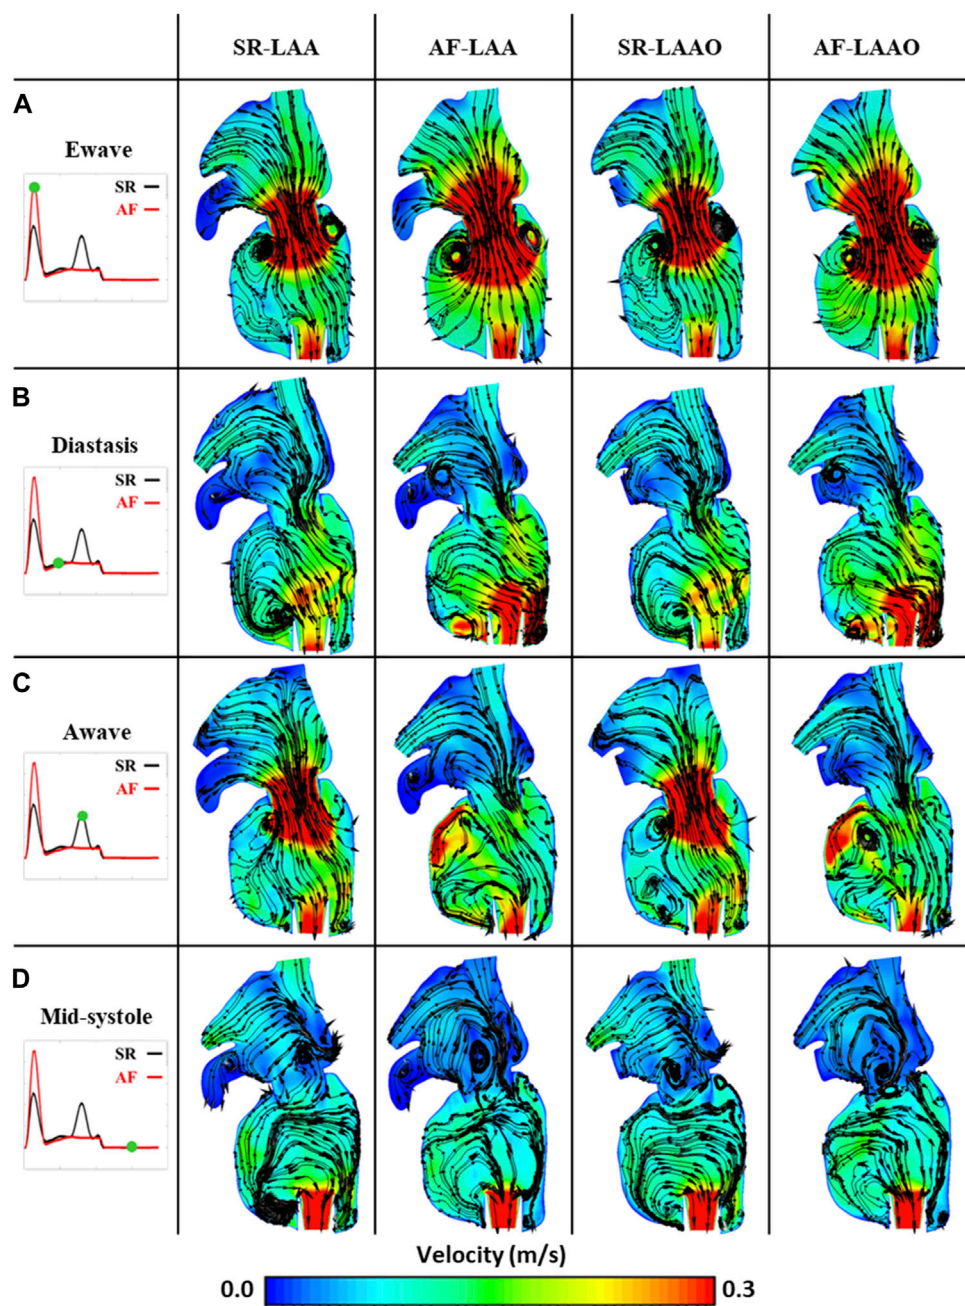 SR-LAA AF-LAA SR-LAAO AF-LAAO
A
Ewave
SR
AF
B
Diastasis
SR
AF
C
Awave
SR
AF
D
Mid-systole
SR
AF
Velocity (m/s)
0.0 0.3